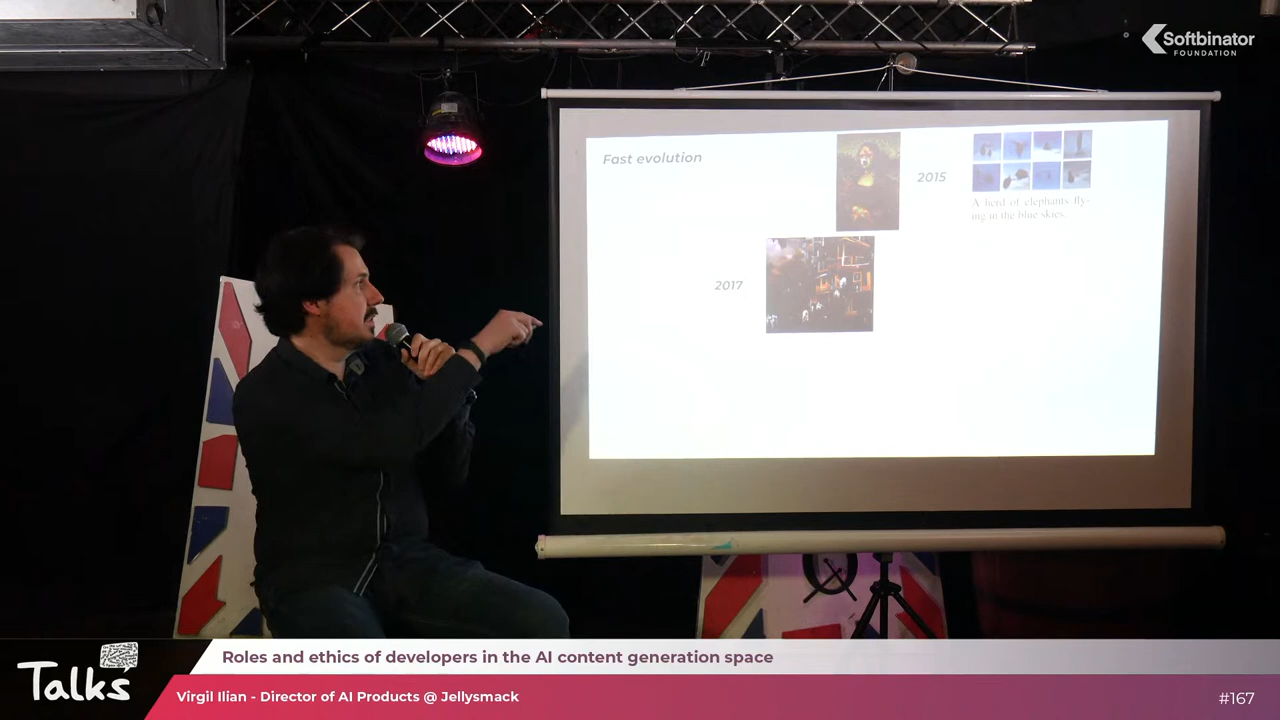 Softbinator
FOUNDATION
Fast evolution
2015
A herd of elephants fly-
ing in the blue skies.
2017
Talks
Roles and ethics of developers in the AI content generation space
Virgil Ilian - Director of AI Products @ Jellysmack
#167